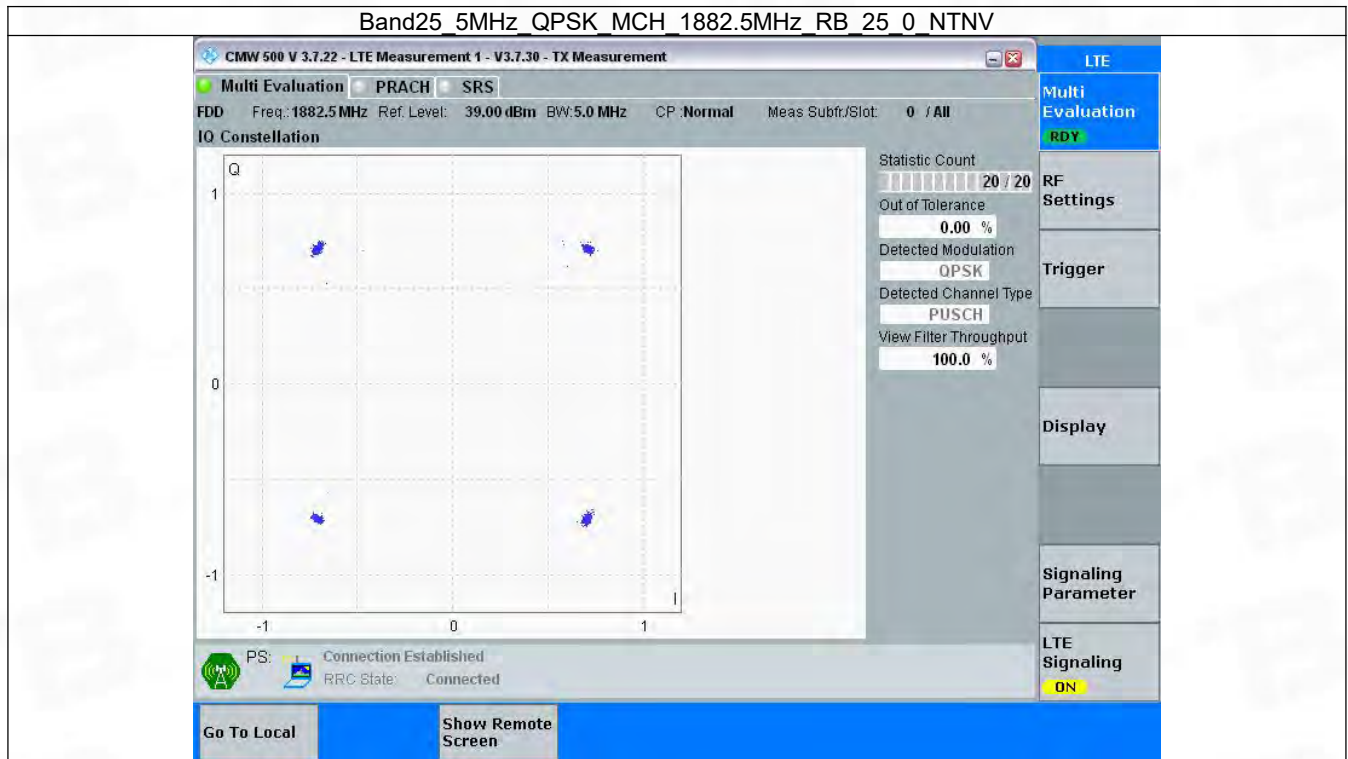 Band25_5MHz_QPSK_MCH_1882.5MHz_RB_25_0_NTNV
CMW 500 V 3.7.22 - LTE Measurement 1 - V3.7.30 - TX Measurement
LTE
Multi Evaluation PRACH SRS
FDD Freq.: 1882.5 MHz Ref. Level: 39.00 dBm BW: 5.0 MHz CP : Normal Meas Subfr./Slot: 0 / All
IQ Constellation
Q
1
0
-1
I
-1 0 1
Statistic Count
20 / 20
Out of Tolerance
0.00 %
Detected Modulation
QPSK
Detected Channel Type
PUSCH
View Filter Throughput
100.0 %
Multi
Evaluation
RDY
RF
Settings
Trigger
Display
Signaling
Parameter
LTE
Signaling
ON
PS: Connection Established
RRC State: Connected
Go To Local
Show Remote
Screen